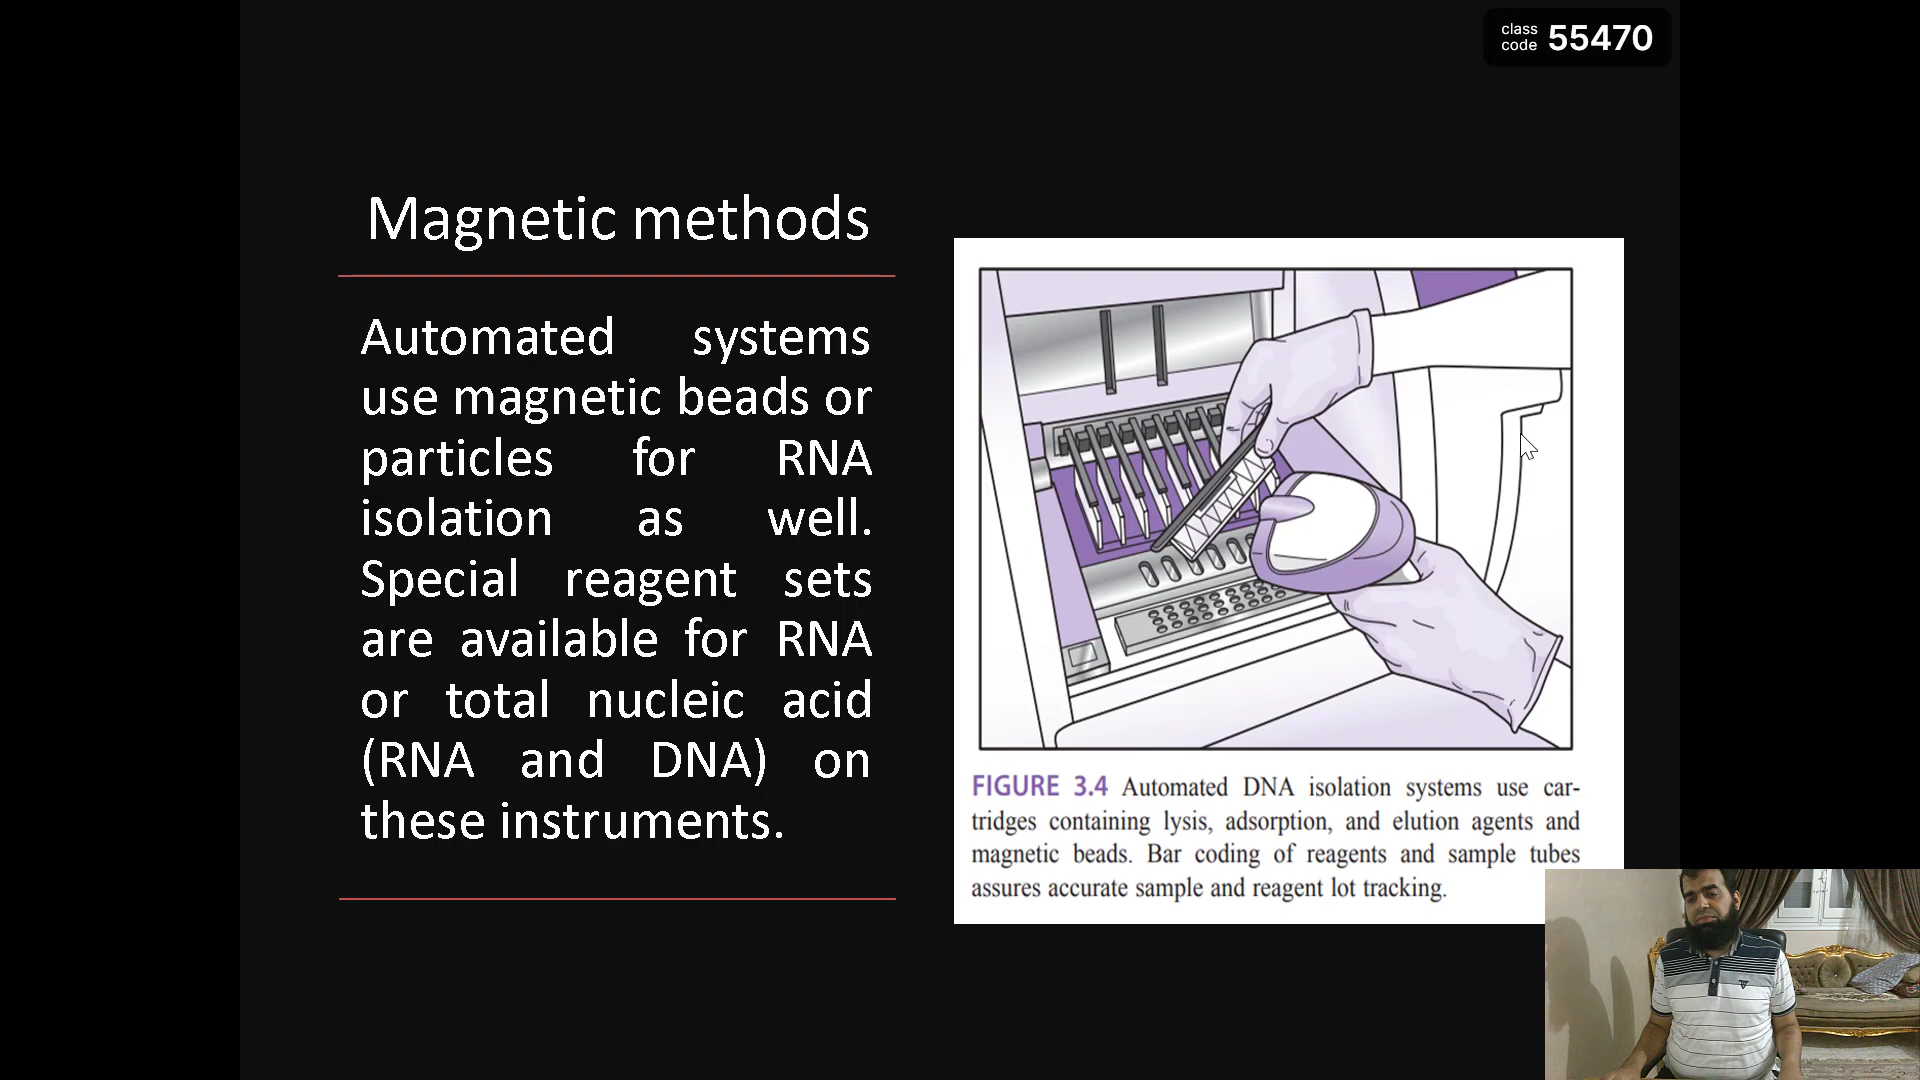 class
code 55470
Magnetic methods
Automated systems
use magnetic beads or
particles for RNA
isolation as well.
Special reagent sets
are available for RNA
or total nucleic acid
(RNA and DNA) on
these instruments.
FIGURE 3.4 Automated DNA isolation systems use car-
tridges containing lysis, adsorption, and elution agents and
magnetic beads. Bar coding of reagents and sample tubes
assures accurate sample and reagent lot tracking.